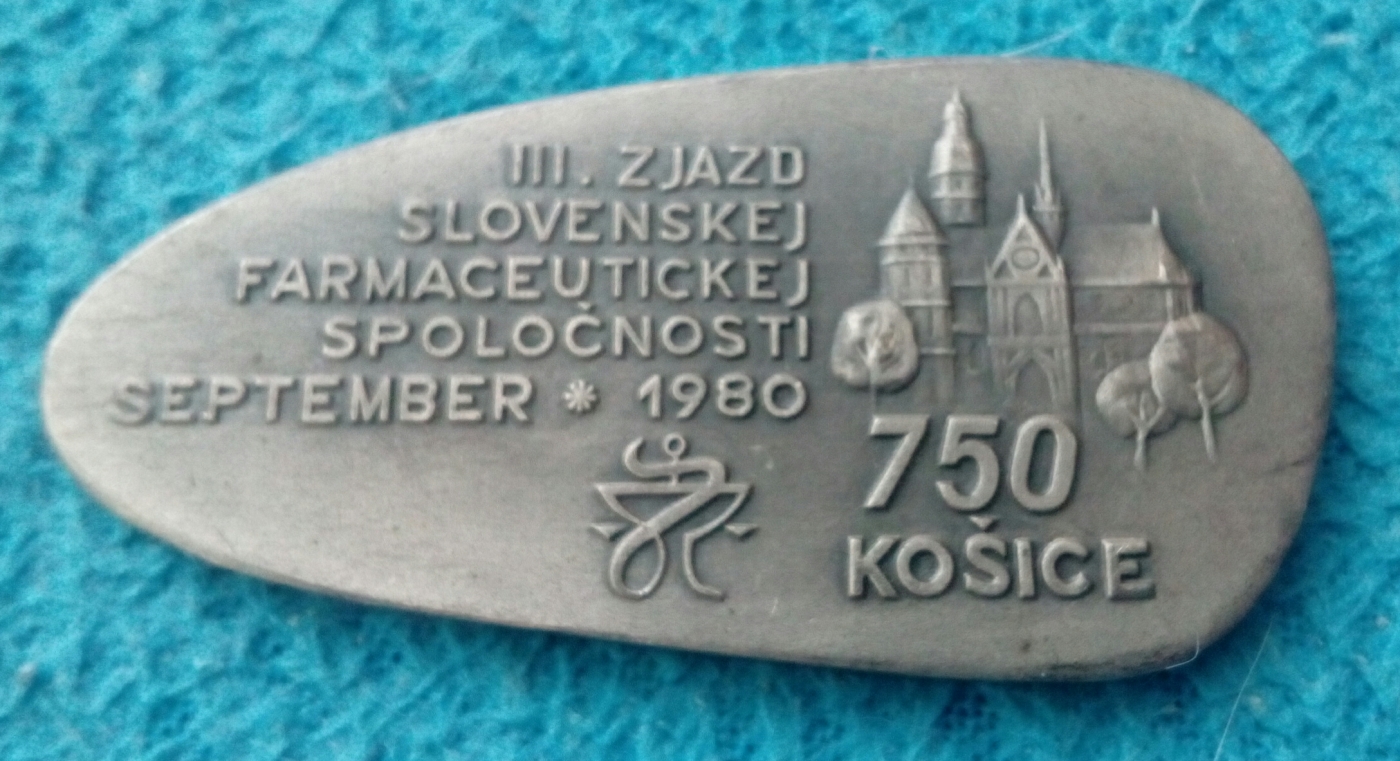 III. ZJAZD
SLOVENSKEJ
FARMACEUTICKEJ
SPOLOČNOSTI
SEPTEMBER * 1980
750
KOŠICE